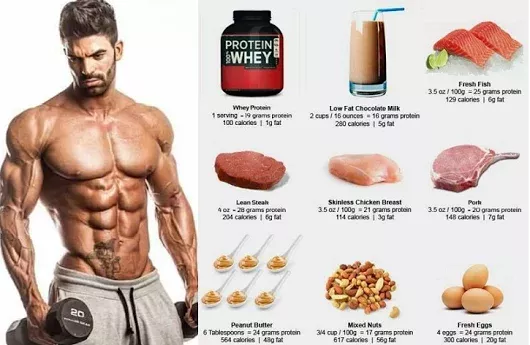 PROTEIN
100% WHEY
Whey Protein
1 serving = 19 grams protein
100 calories | 1g fat
Low Fat Chocolate Milk
2 cups / 16 ounces = 16 grams protein
280 calories | 5g fat
Fresh Fish
3.5 oz / 100g = 25 grams protein
129 calories | 6g fat
Lean Steak
4 oz = 28 grams protein
204 calories | 6g fat
Skinless Chicken Breast
3.5 oz / 100g = 21 grams protein
114 calories | 3g fat
Pork
3.5 oz / 100g = 20 grams protein
148 calories | 7g fat
Peanut Butter
6 Tablespoons = 24 grams protein
564 calories | 48g fat
Mixed Nuts
3/4 cup / 100g = 17 grams protein
617 calories | 56g fat
Fresh Eggs
4 eggs = 24 grams protein
300 calories | 20g fat
20